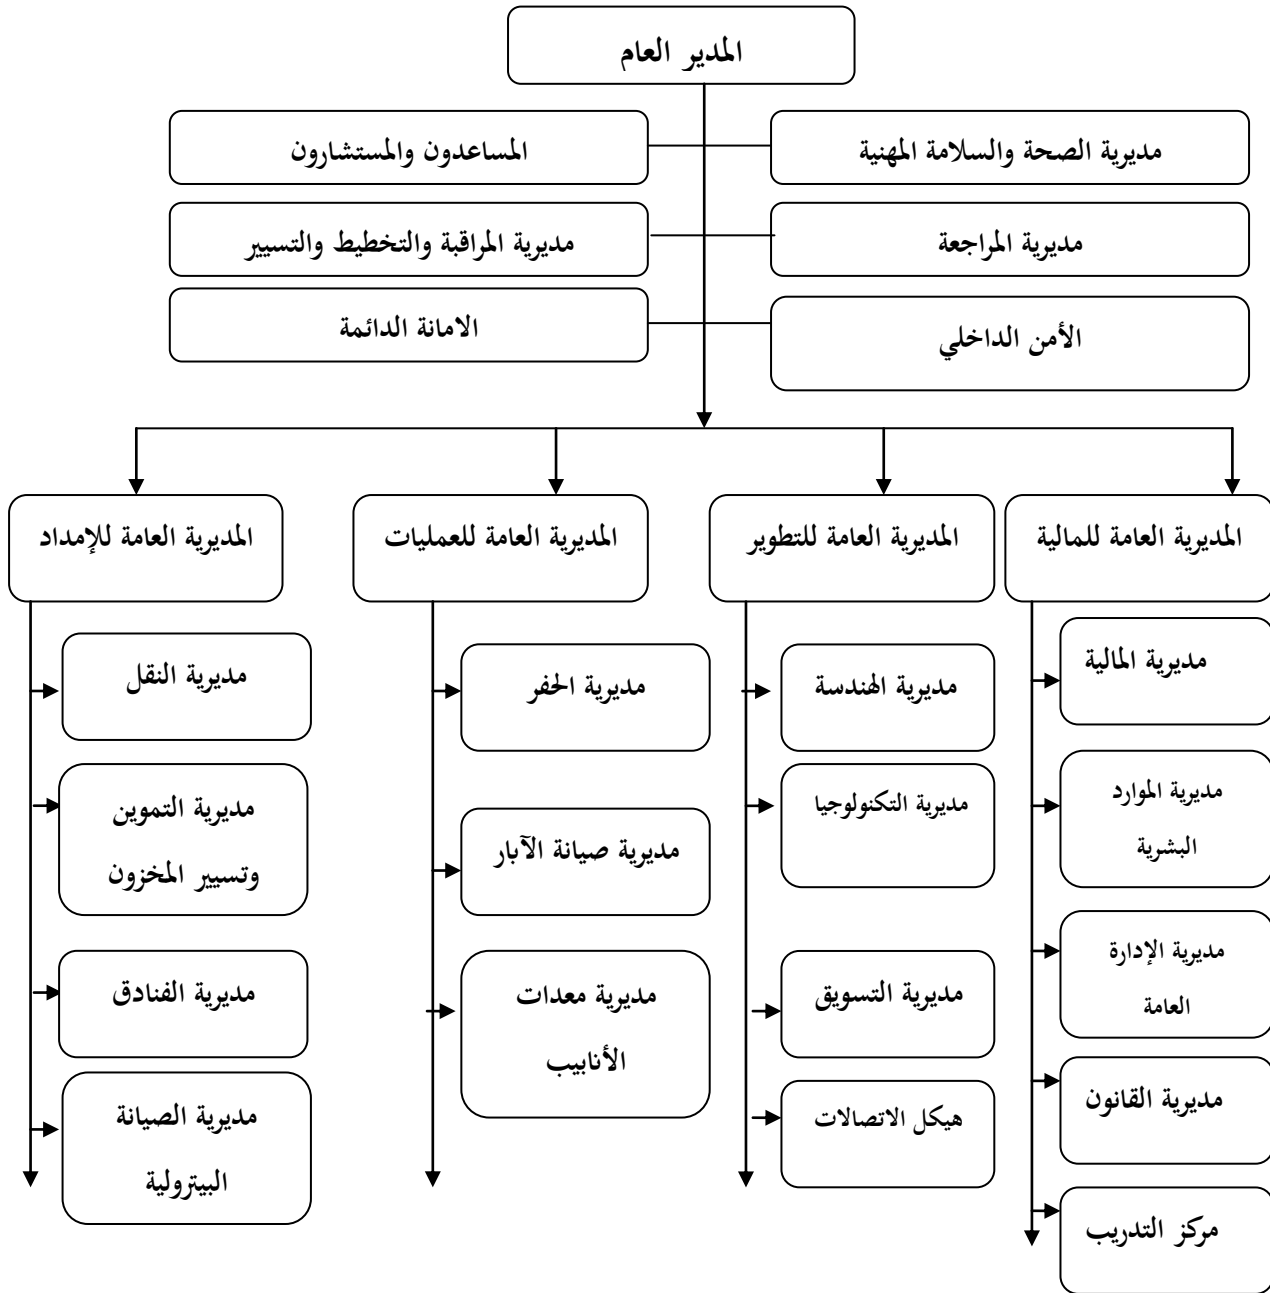 المدير العام
مديرية الصحة والسلامة المهنية
المساعدون والمستشارون
مديرية المراجعة
مديرية المراقبة والتخطيط والتسيير
الأمن الداخلي
الامانة الدائمة
المديرية العامة للمالية
المديرية العامة للتطوير
المديرية العامة للعمليات
المديرية العامة للإمداد
مديرية المالية
مديرية الموارد
البشرية
مديرية الإدارة
العامة
مديرية القانون
مركز التدريب
مديرية الهندسة
مديرية التكنولوجيا
مديرية التسويق
هيكل الاتصالات
مديرية الحفر
مديرية صيانة الآبار
مديرية معدات
الأنابيب
مديرية النقل
مديرية التموين
وتسيير المخزون
مديرية الفنادق
مديرية الصيانة
البيترولية